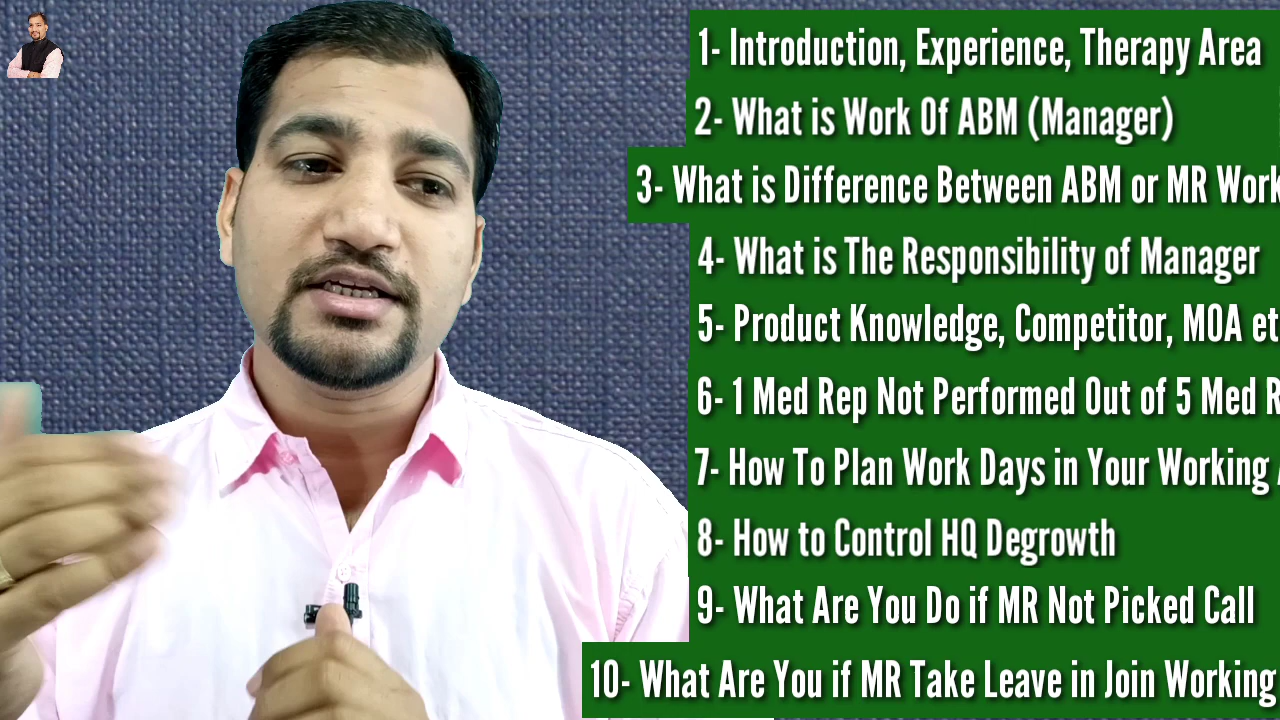 1- Introduction, Experience, Therapy Area
2- What is Work Of ABM (Manager)
3- What is Difference Between ABM or MR Work
4- What is The Responsibility of Manager
5- Product Knowledge, Competitor, MOA et
6- 1 Med Rep Not Performed Out of 5 Med R
7- How To Plan Work Days in Your Working
8- How to Control HQ Degrowth
9- What Are You Do if MR Not Picked Call
10- What Are You if MR Take Leave in Join Working